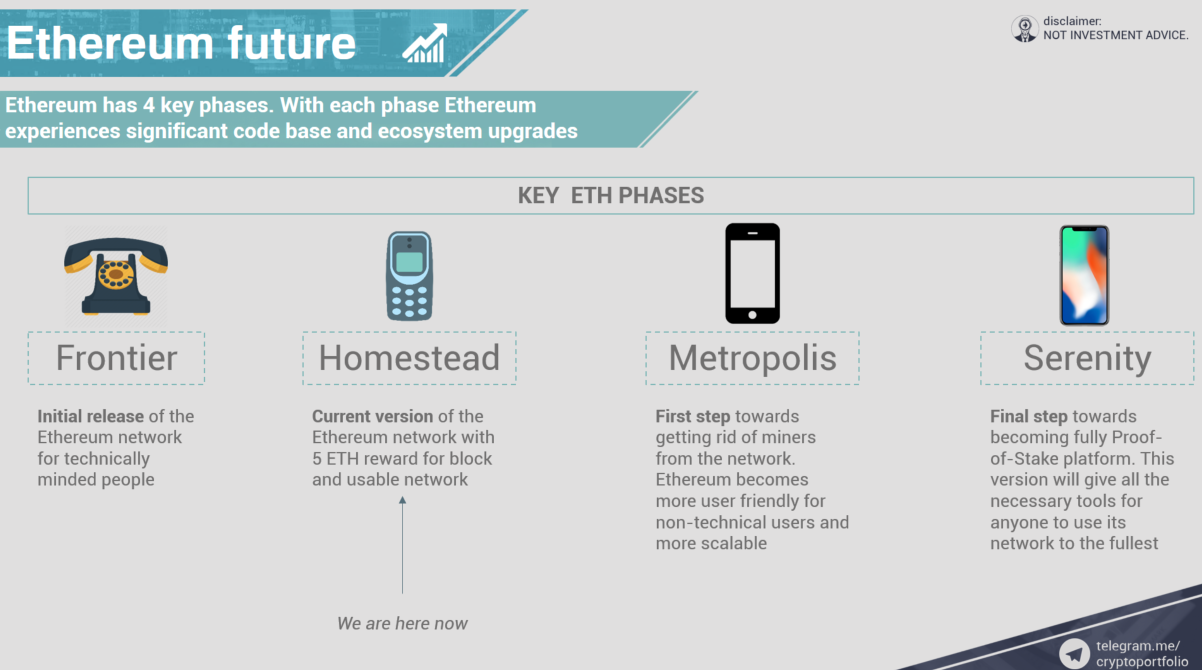 Ethereum future
disclaimer:
NOT INVESTMENT ADVICE.
Ethereum has 4 key phases. With each phase Ethereum
experiences significant code base and ecosystem upgrades
KEY ETH PHASES
Frontier
Initial release of the
Ethereum network
for technically
minded people
Homestead
Current version of the
Ethereum network with
5 ETH reward for block
and usable network
We are here now
Metropolis
First step towards
getting rid of miners
from the network.
Ethereum becomes
more user friendly for
non-technical users and
more scalable
Serenity
Final step towards
becoming fully Proof-
of-Stake platform. This
version will give all the
necessary tools for
anyone to use its
network to the fullest
telegram.me/
cryptoportfolio